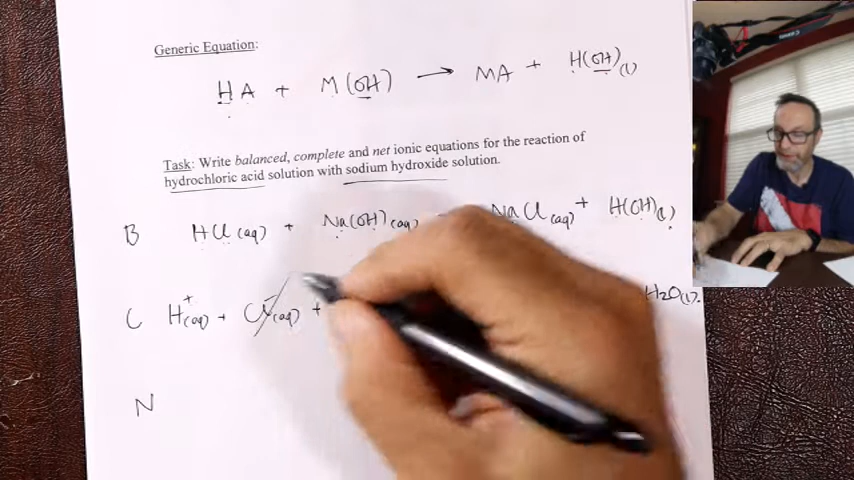 Generic Equation:
HA + M(OH) → MA + H(OH)(l)
Task: Write balanced, complete and net ionic equations for the reaction of
hydrochloric acid solution with sodium hydroxide solution.
B HCl(aq) + Na(OH)(aq) NaCl(aq) + H(OH)(l)
C H+(aq) + Cl-(aq) + H2O(l).
N
Canon